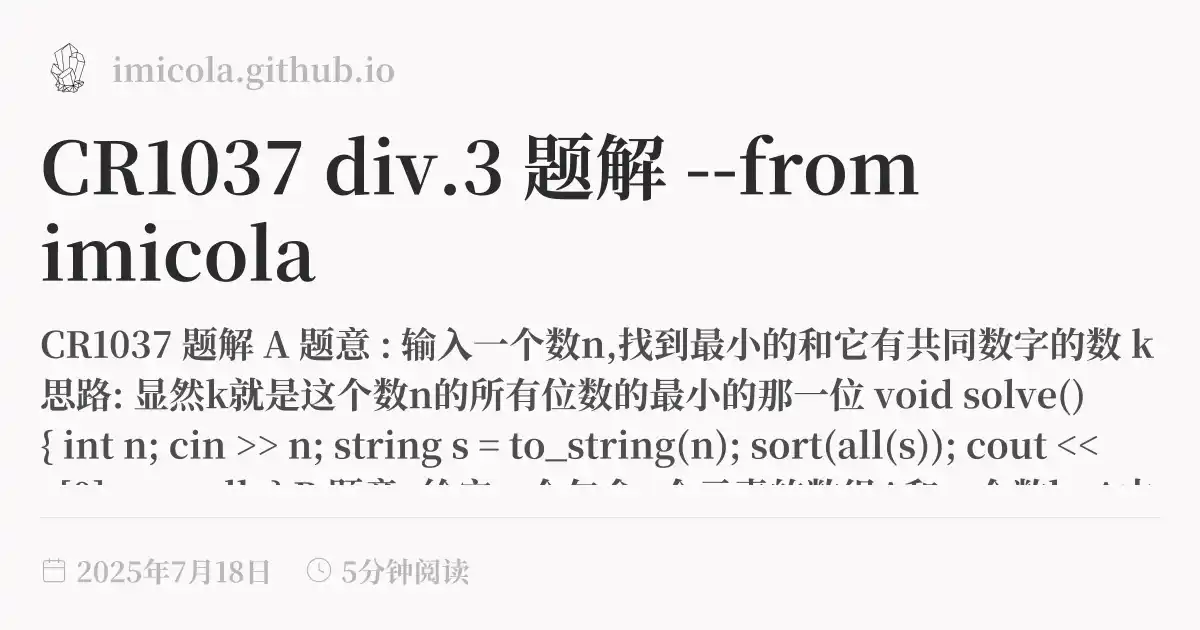 imicola.github.io
CR1037 div.3 题解 --from
imicola
CR1037 题解 A 题意 : 输入一个数n,找到最小的和它有共同数字的数 k
思路: 显然k就是这个数n的所有位数的最小的那一位 void solve()
{ int n; cin >> n; string s = to_string(n); sort(all(s)); cout <<
2025年7月18日 5分钟阅读